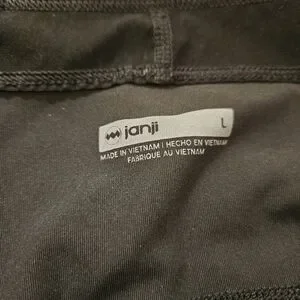 janji L
MADE IN VIETNAM | HECHO EN VIETNAM
FABRIQUE AU VIETNAM